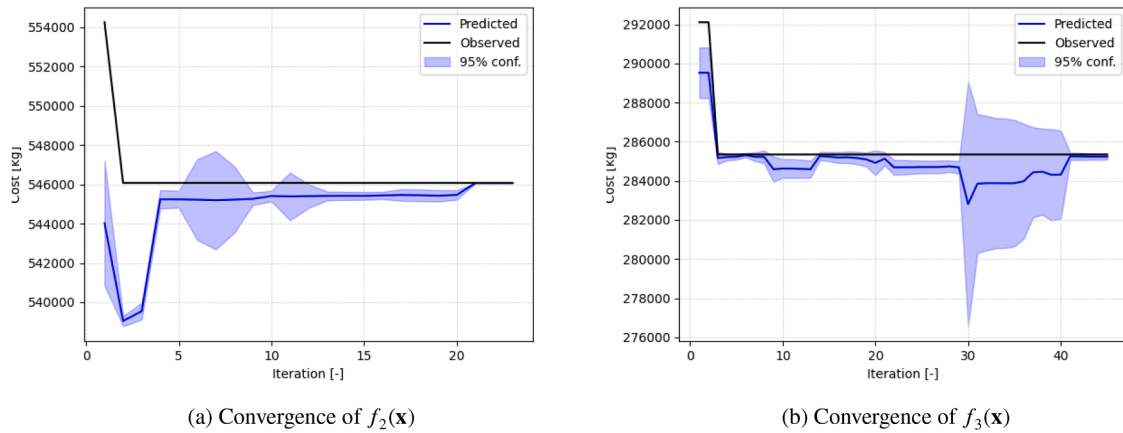 554000
552000
550000
548000
546000
544000
542000
540000
Cost [Kg]
0
5
10
15
20
Iteration [-]
Predicted
Observed
95% conf.
(a) Convergence of f₂(x)
292000
290000
288000
286000
284000
282000
280000
278000
276000
Cost [Kg]
0
10
20
30
40
Iteration [-]
Predicted
Observed
95% conf.
(b) Convergence of f₃(x)